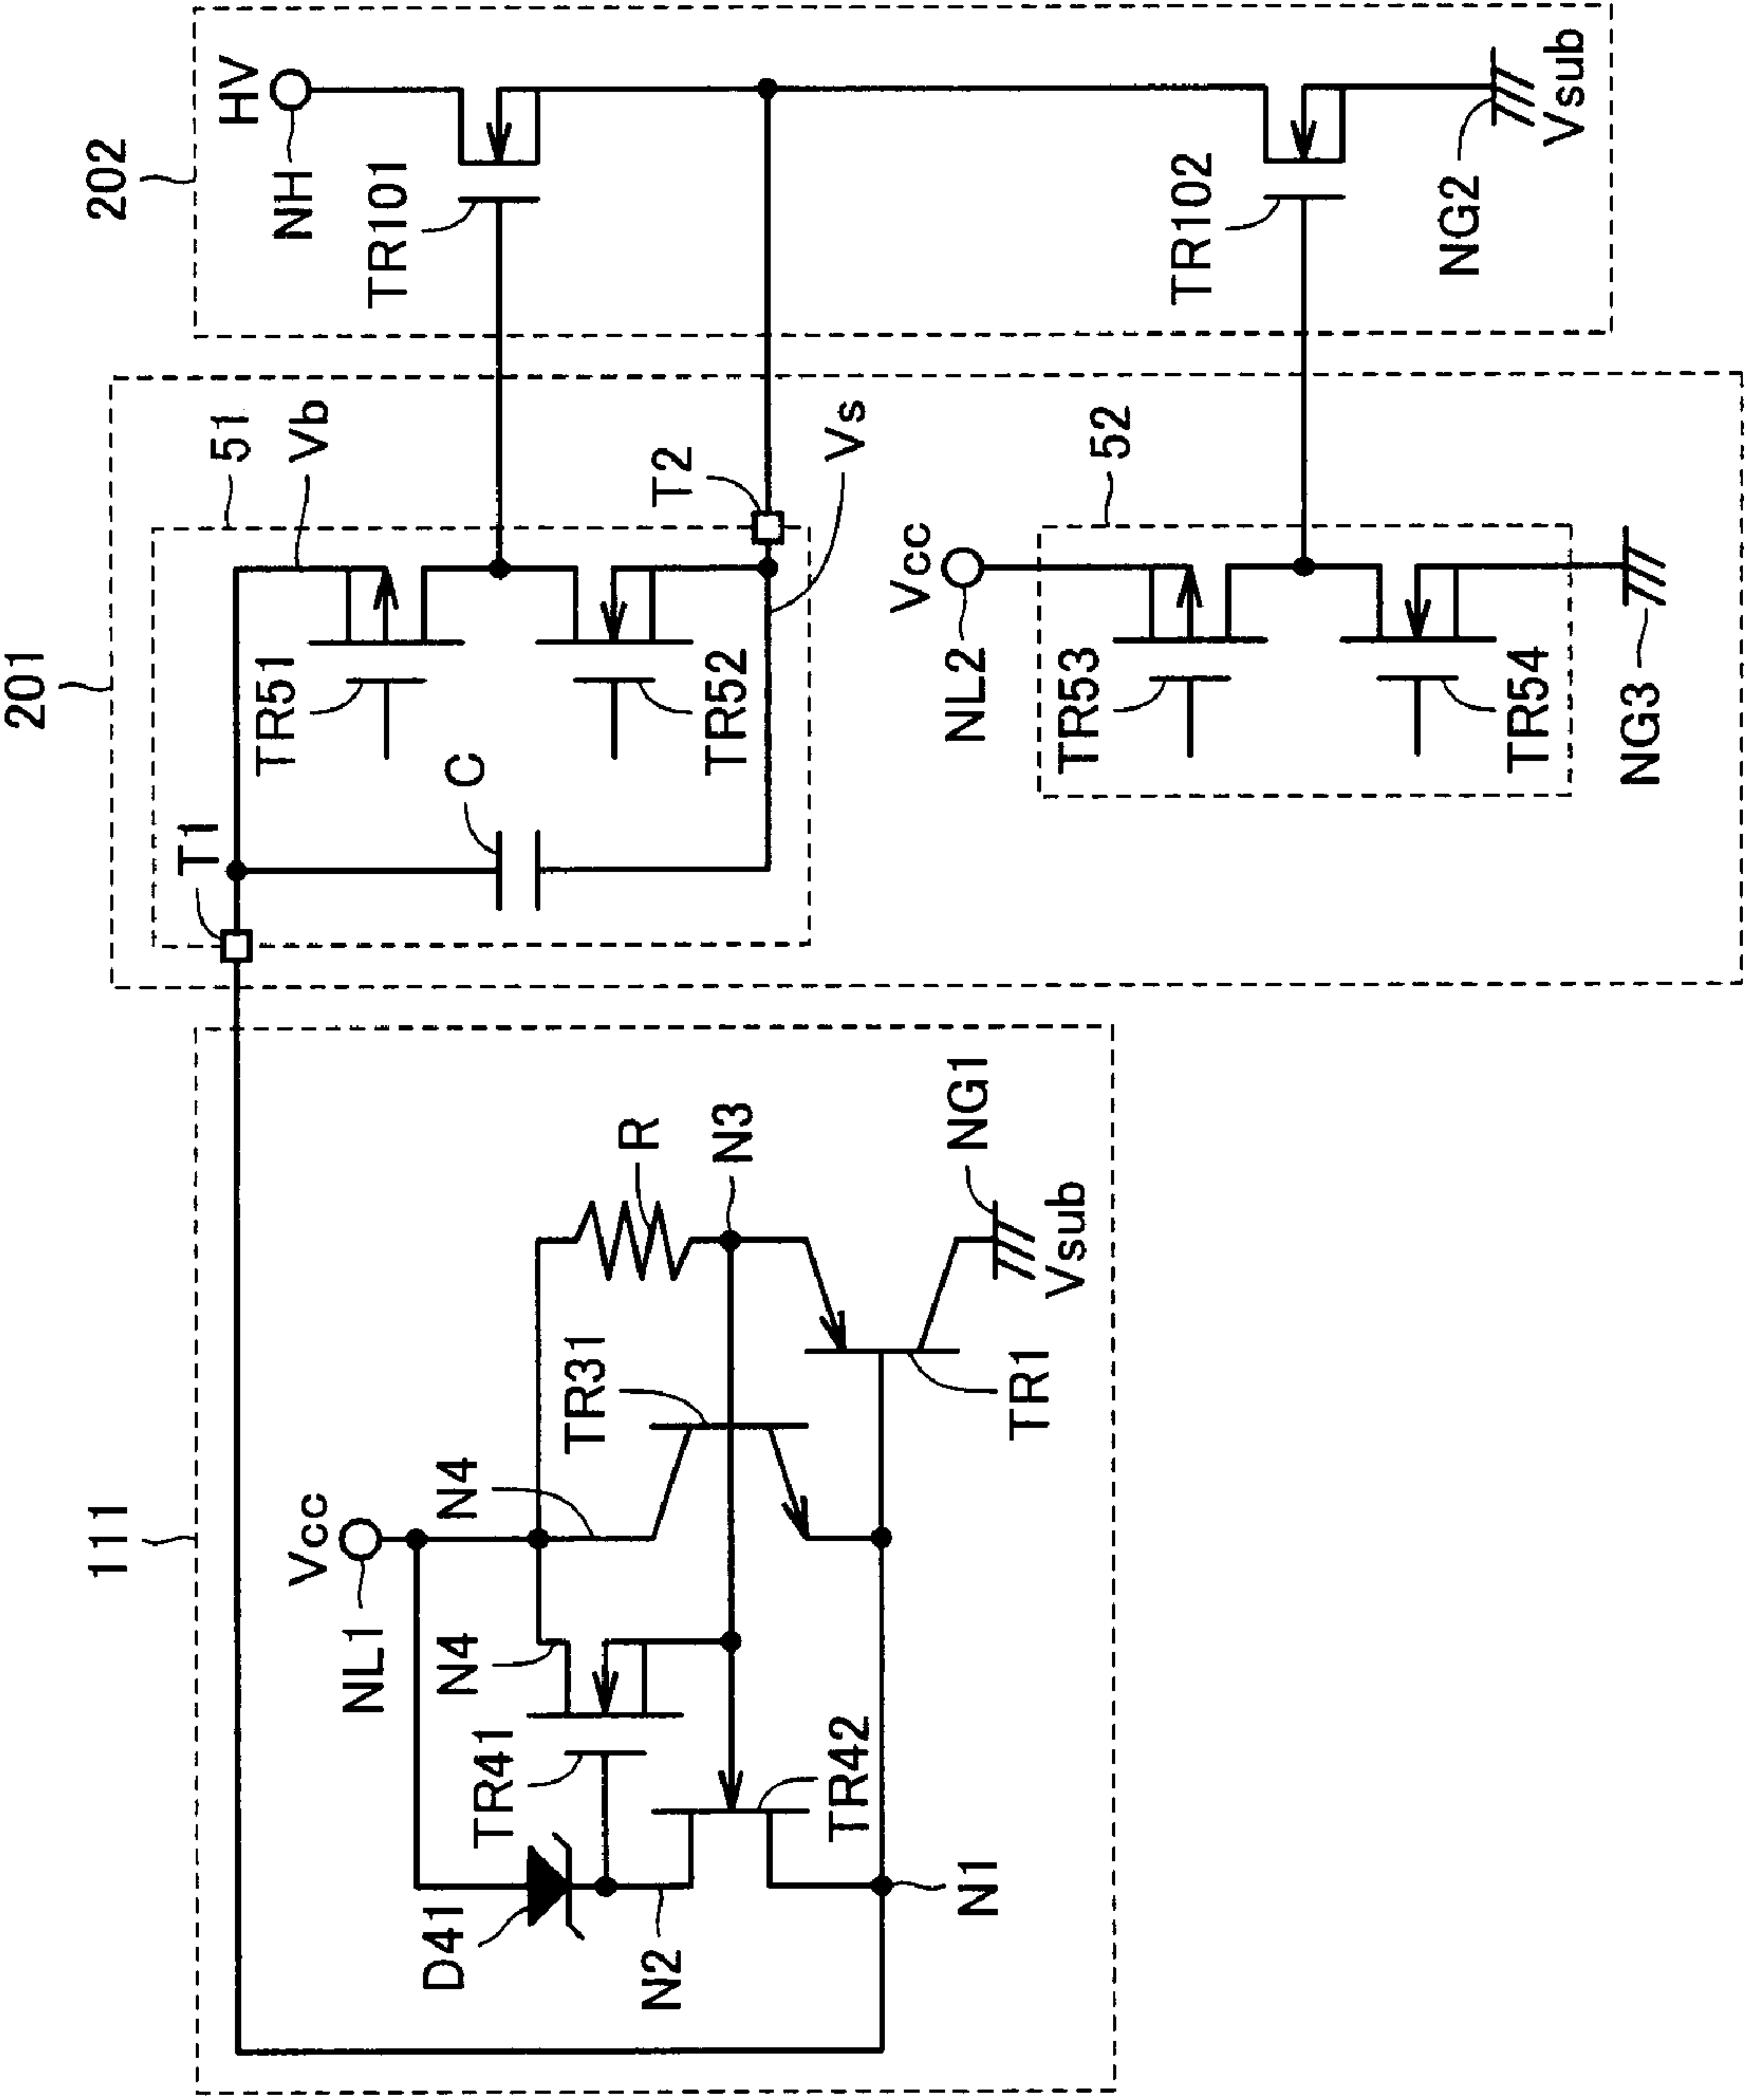 111
201
202
Vcc
NL1
N4
N4
TR41
D41
N2
TR42
N1
TR31
R
N3
TR1
NG1
Vsub
T1
51
Vb
TR51
C
TR52
T2
Vs
Vcc
NL2
52
TR53
TR54
NG3
HV
NH
TR101
TR102
NG2
Vsub